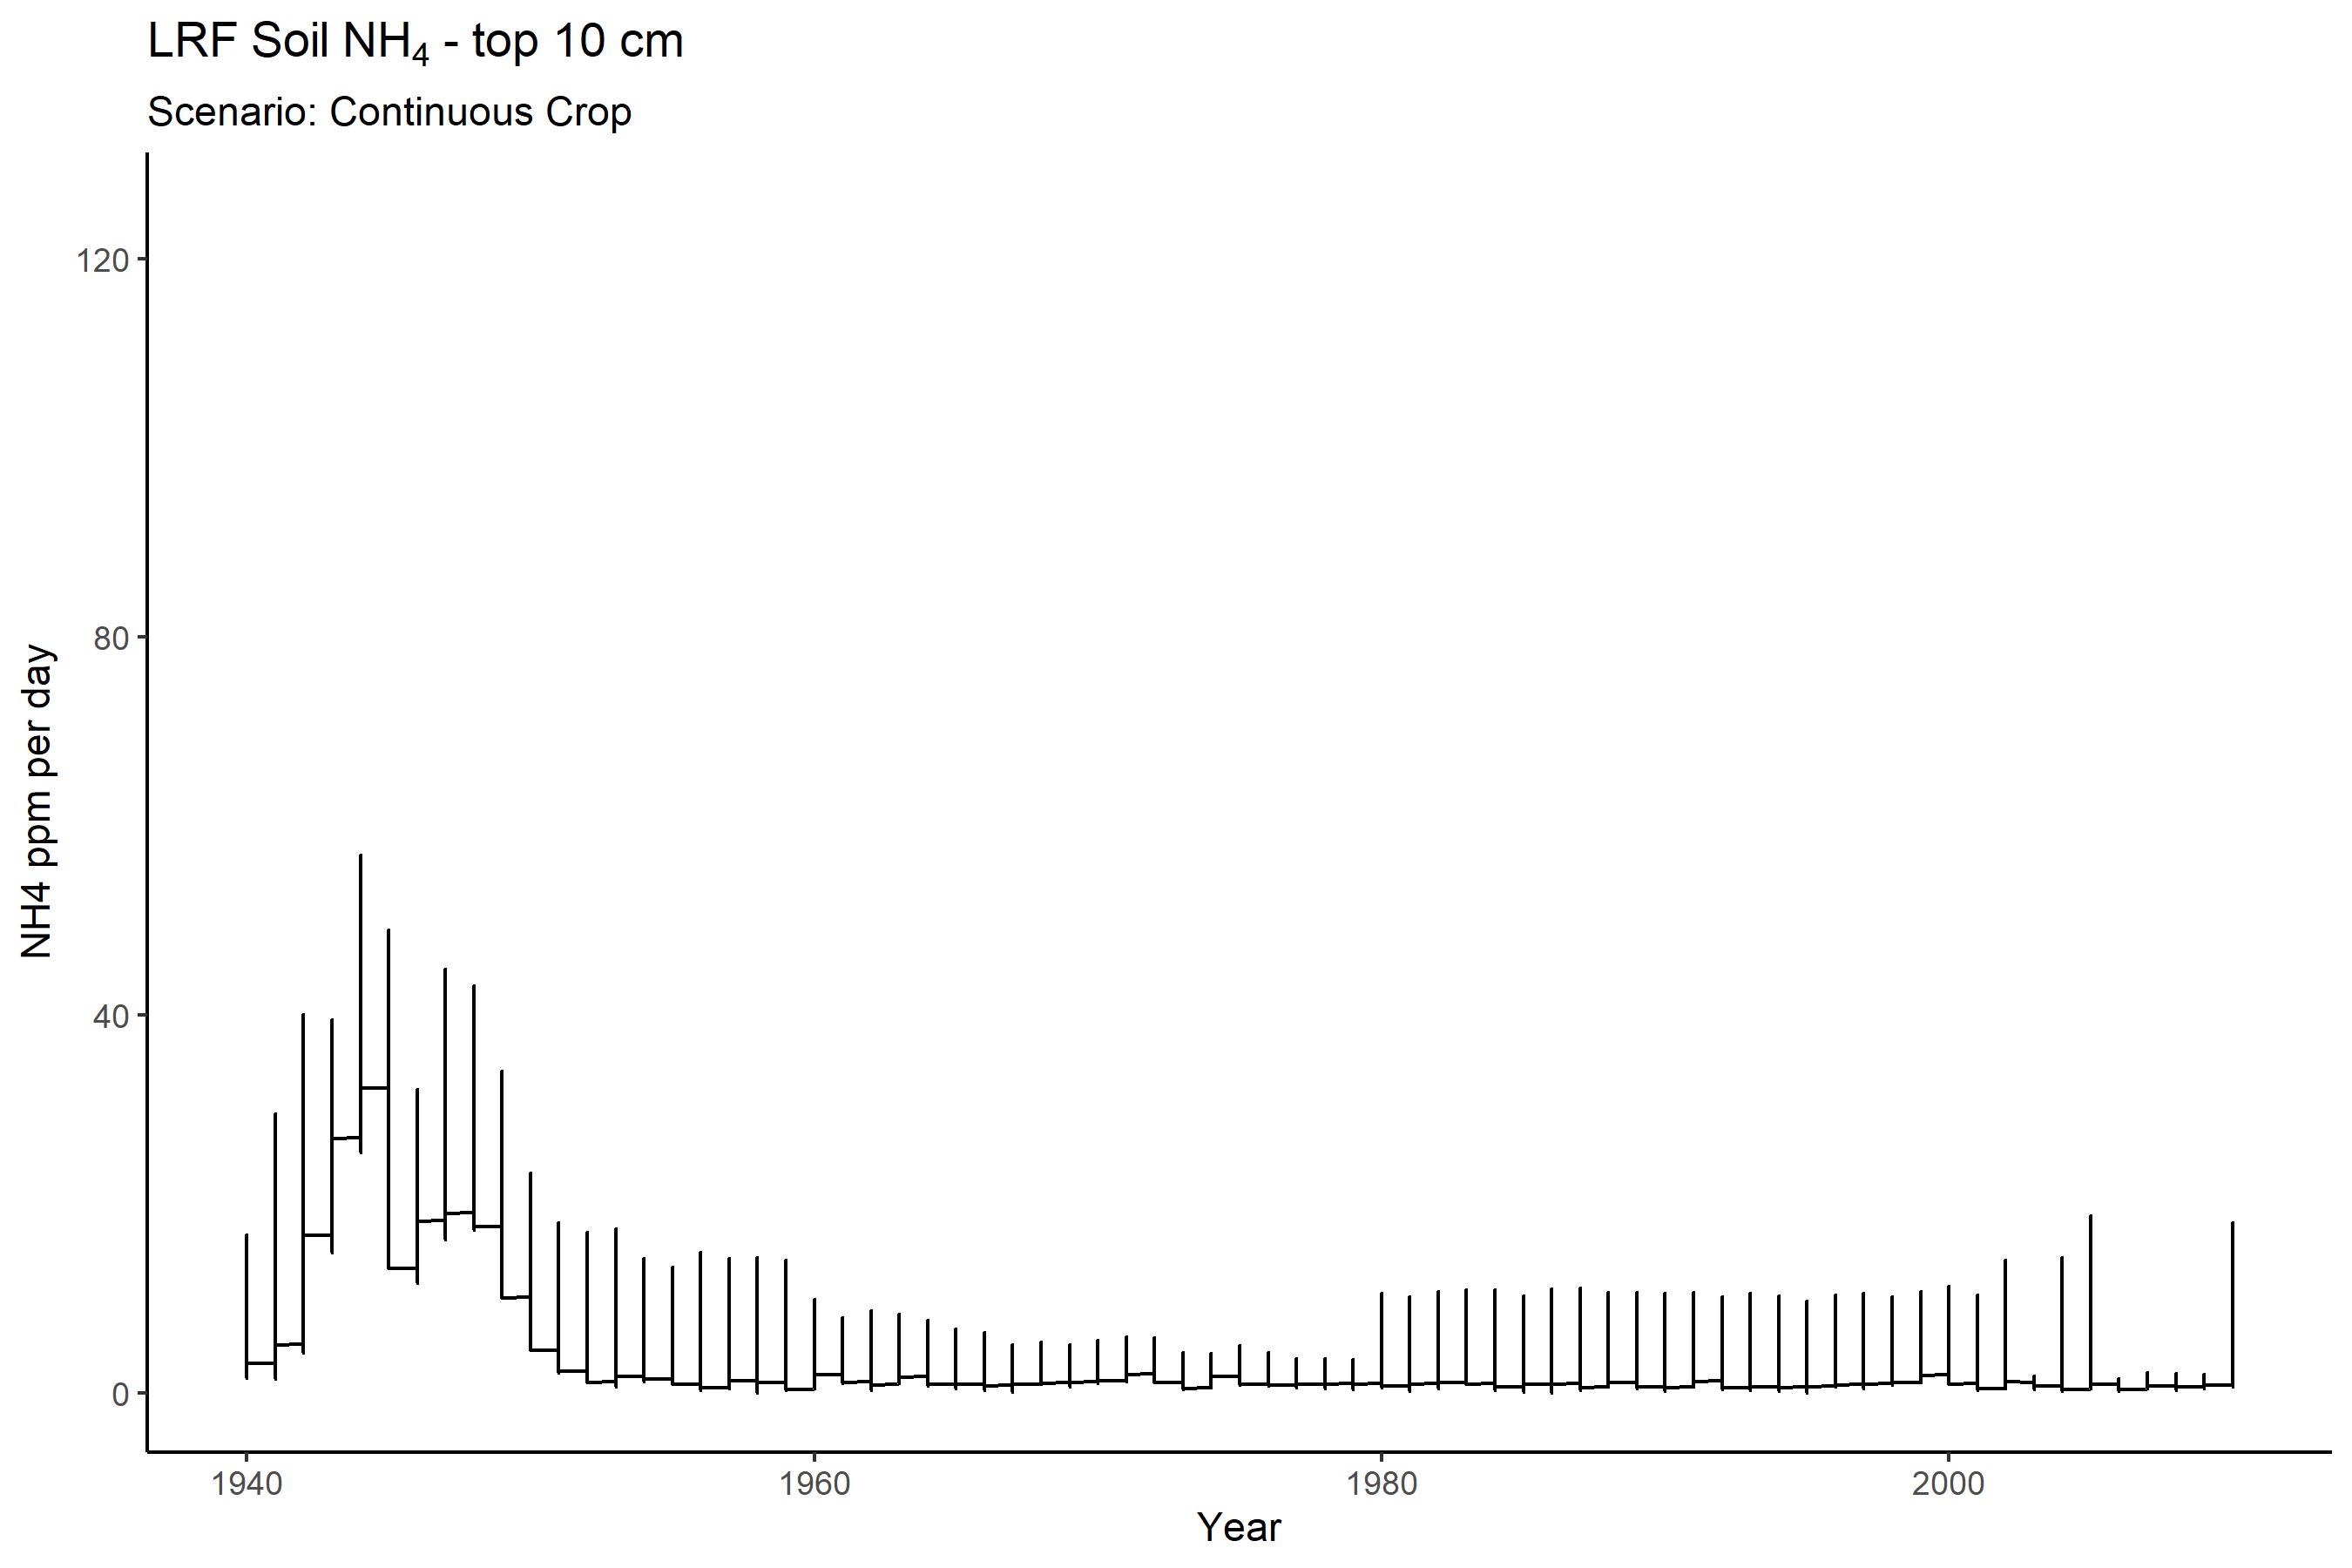 LRF Soil NH₄ - top 10 cm
Scenario: Continuous Crop
120
80
40
0
NH4 ppm per day
1940 1960 1980 2000
Year